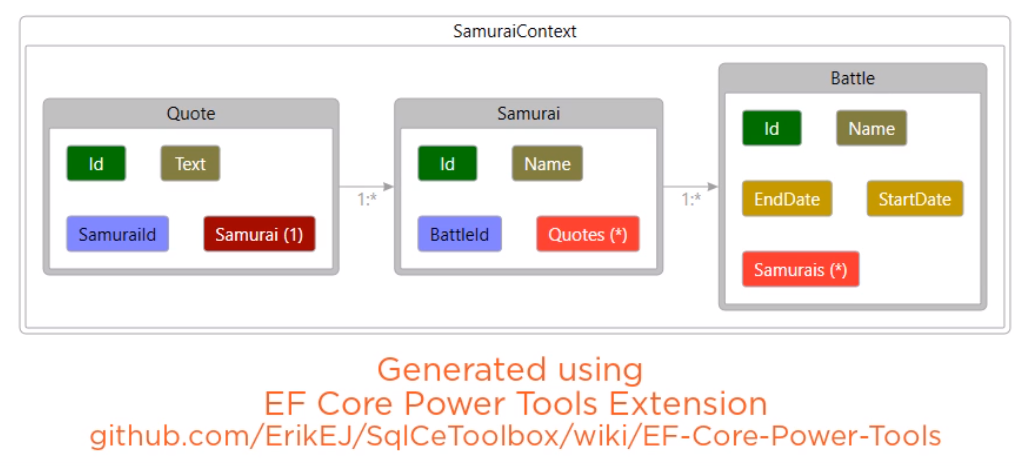 SamuraiContext
Quote
Id Text
SamuraiId Samurai (1)
1:*
Samurai
Id Name
BattleId Quotes (*)
1:*
Battle
Id Name
EndDate StartDate
Samurais (*)
Generated using
EF Core Power Tools Extension
github.com/ErikEJ/SqlCeToolbox/wiki/EF-Core-Power-Tools